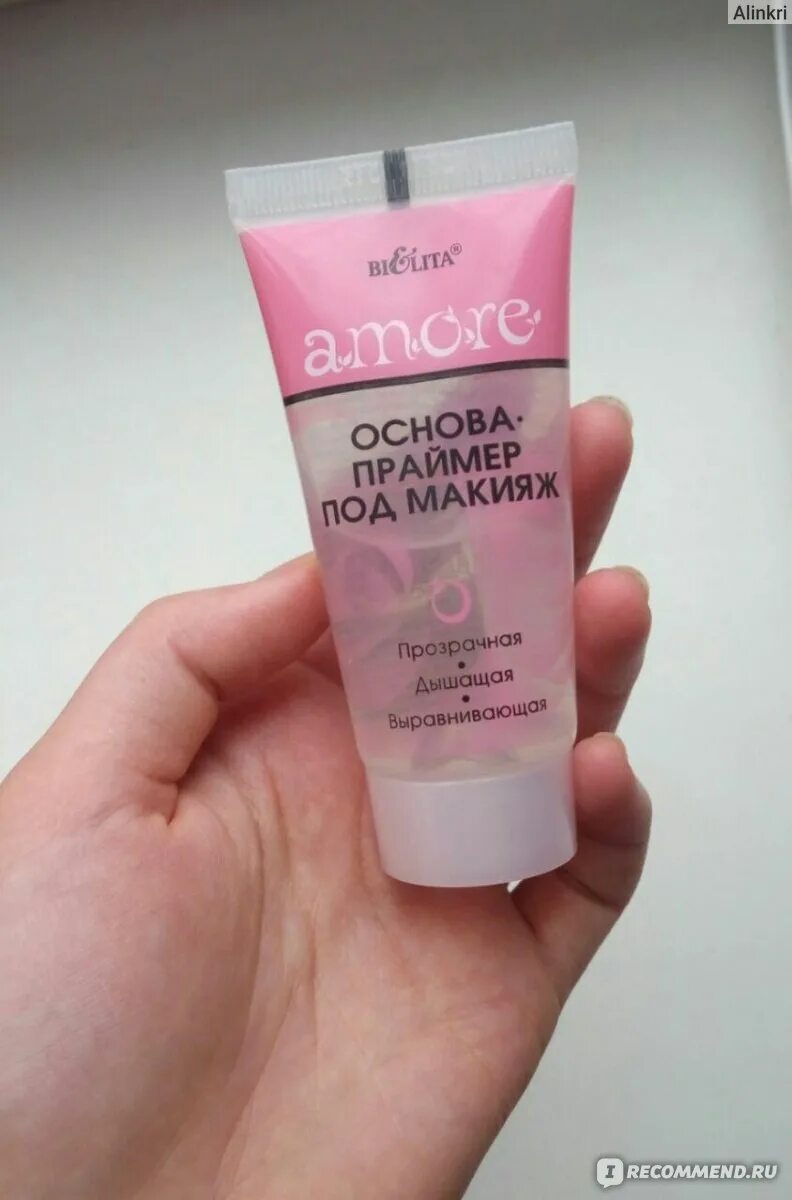 Alinkri
BIELITA®
amore
ОСНОВА-
ПРАЙМЕР
ПОД МАКИЯЖ
Прозрачная
•
Дышащая
•
Выравнивающая
IRECOMMEND.RU